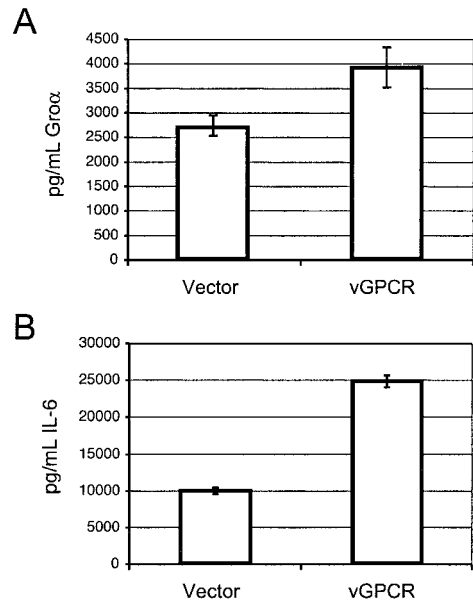 A
pg/mL Groα
4500
4000
3500
3000
2500
2000
1500
1000
500
0
Vector vGPCR
B
pg/mL IL-6
30000
25000
20000
15000
10000
5000
0
Vector vGPCR